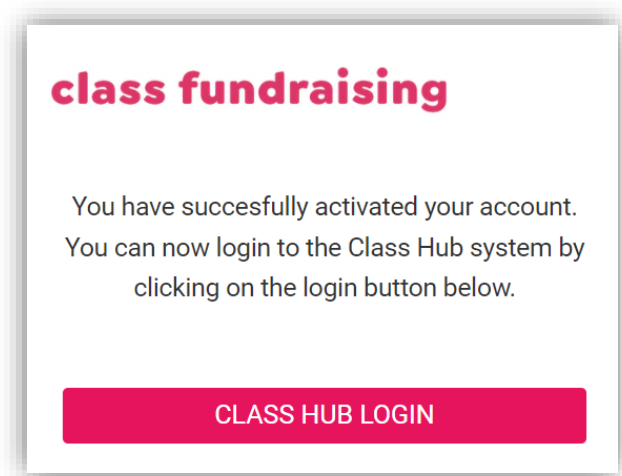 class fundraising
You have succesfully activated your account.
You can now login to the Class Hub system by
clicking on the login button below.
CLASS HUB LOGIN